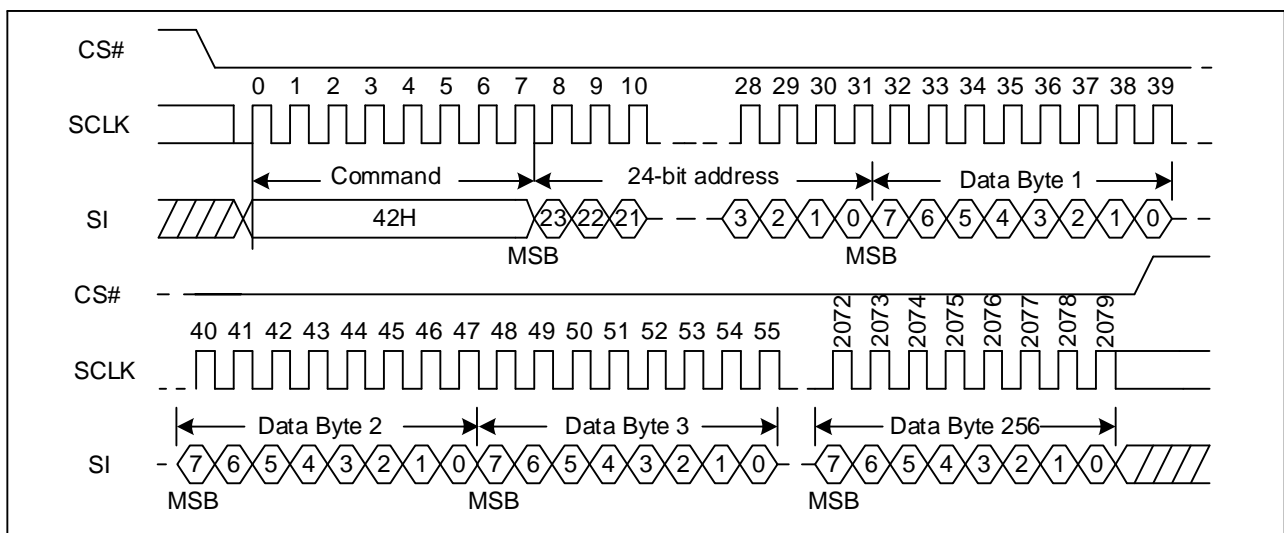 CS#
0 1 2 3 4 5 6 7 8 9 10 28 29 30 31 32 33 34 35 36 37 38 39
SCLK
Command 24-bit address Data Byte 1
SI 42H 23 22 21 3 2 1 0 7 6 5 4 3 2 1 0
MSB MSB
CS#
40 41 42 43 44 45 46 47 48 49 50 51 52 53 54 55 2072 2073 2074 2075 2076 2077 2078 2079
SCLK
Data Byte 2 Data Byte 3 Data Byte 256
SI 7 6 5 4 3 2 1 0 7 6 5 4 3 2 1 0 7 6 5 4 3 2 1 0
MSB MSB MSB